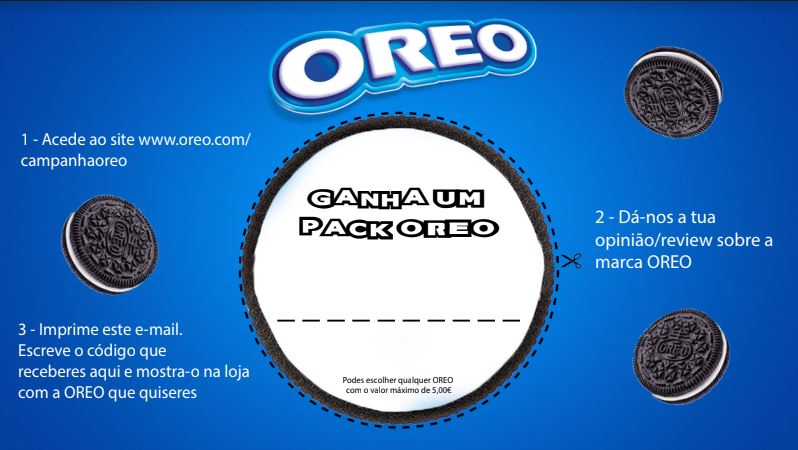 OREO
1 - Acede ao site www.oreo.com/
campanhaoreo
GANHA UM
PACK OREO
2 - Dá-nos a tua
opinião/review sobre a
marca OREO
3 - Imprime este e-mail.
Escreve o código que
receberes aqui e mostra-o na loja
com a OREO que quiseres
Podes escolher qualquer OREO
com o valor máximo de 5,00€